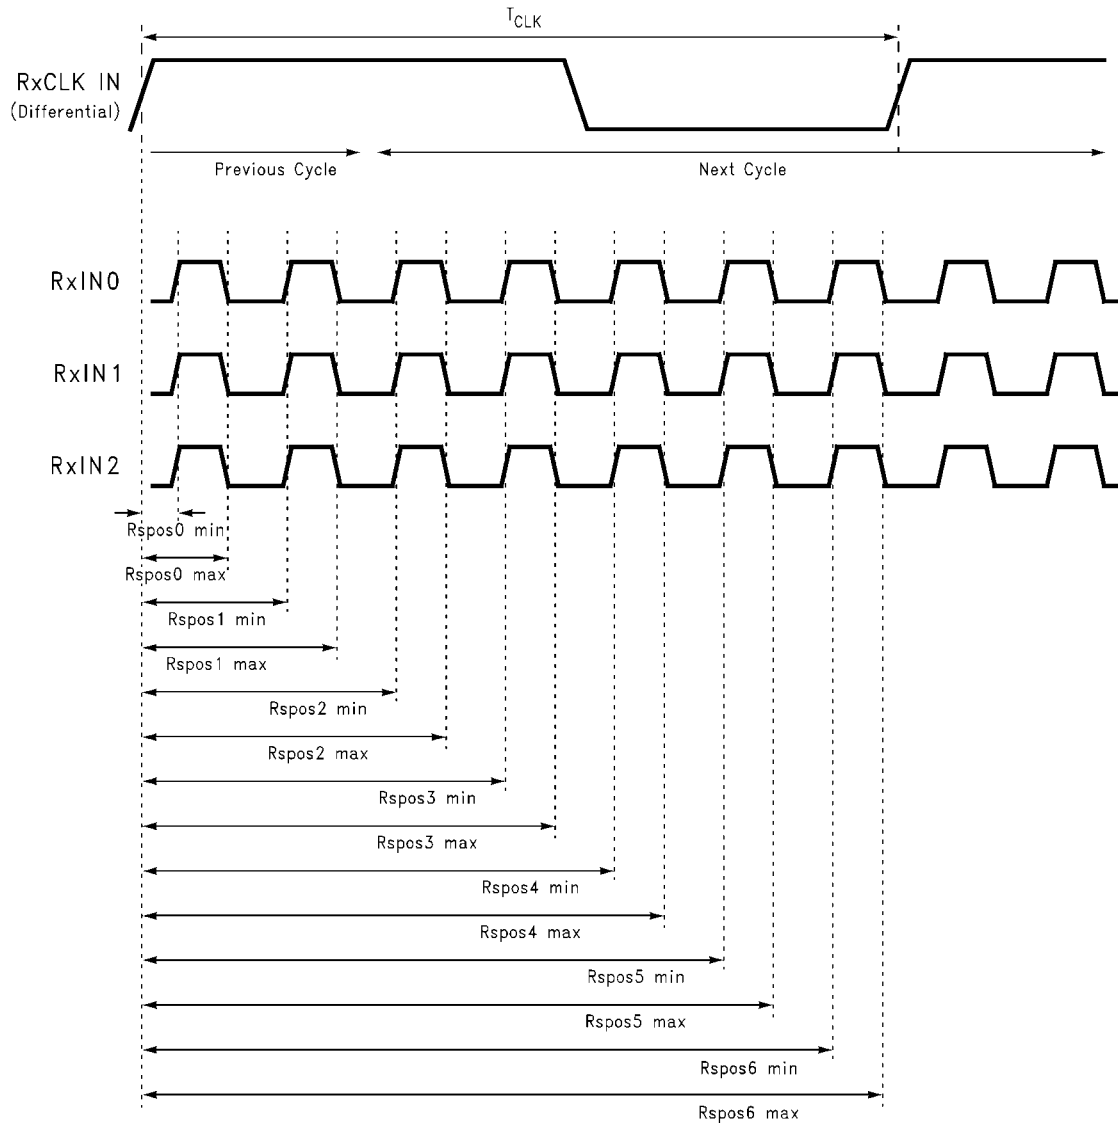 TCLK
RxCLK IN
(Differential)
Previous Cycle
Next Cycle
RxIN0
RxIN1
RxIN2
Rspos0 min
Rspos0 max
Rspos1 min
Rspos1 max
Rspos2 min
Rspos2 max
Rspos3 min
Rspos3 max
Rspos4 min
Rspos4 max
Rspos5 min
Rspos5 max
Rspos6 min
Rspos6 max